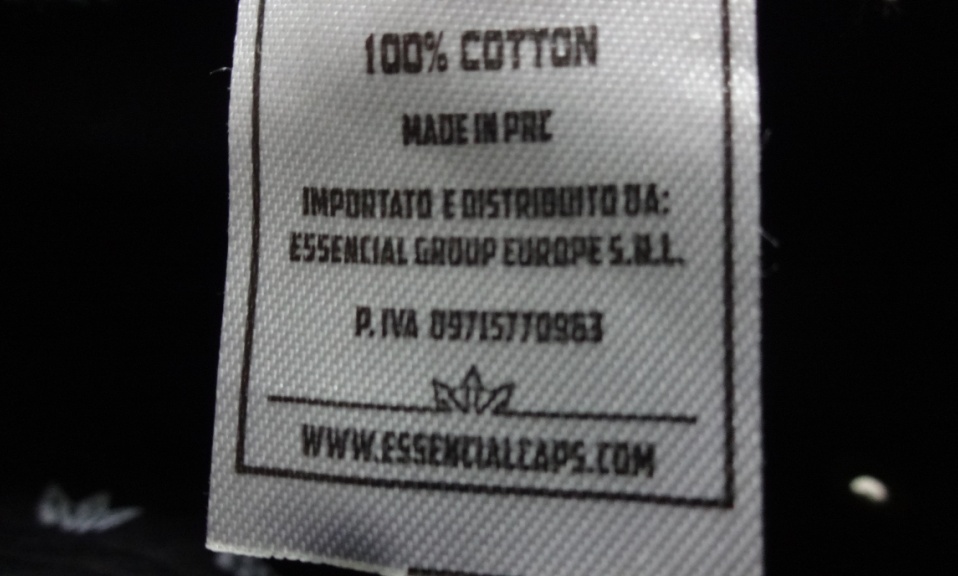 100% COTTON
MADE IN PRC
IMPORTATO E DISTRIBUITO DA:
ESSENCIAL GROUP EUROPE S.R.L.
P. IVA 09715770963
WWW.ESSENCIALCAPS.COM